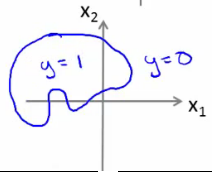 x₂
y = 1
y = 0
x₁